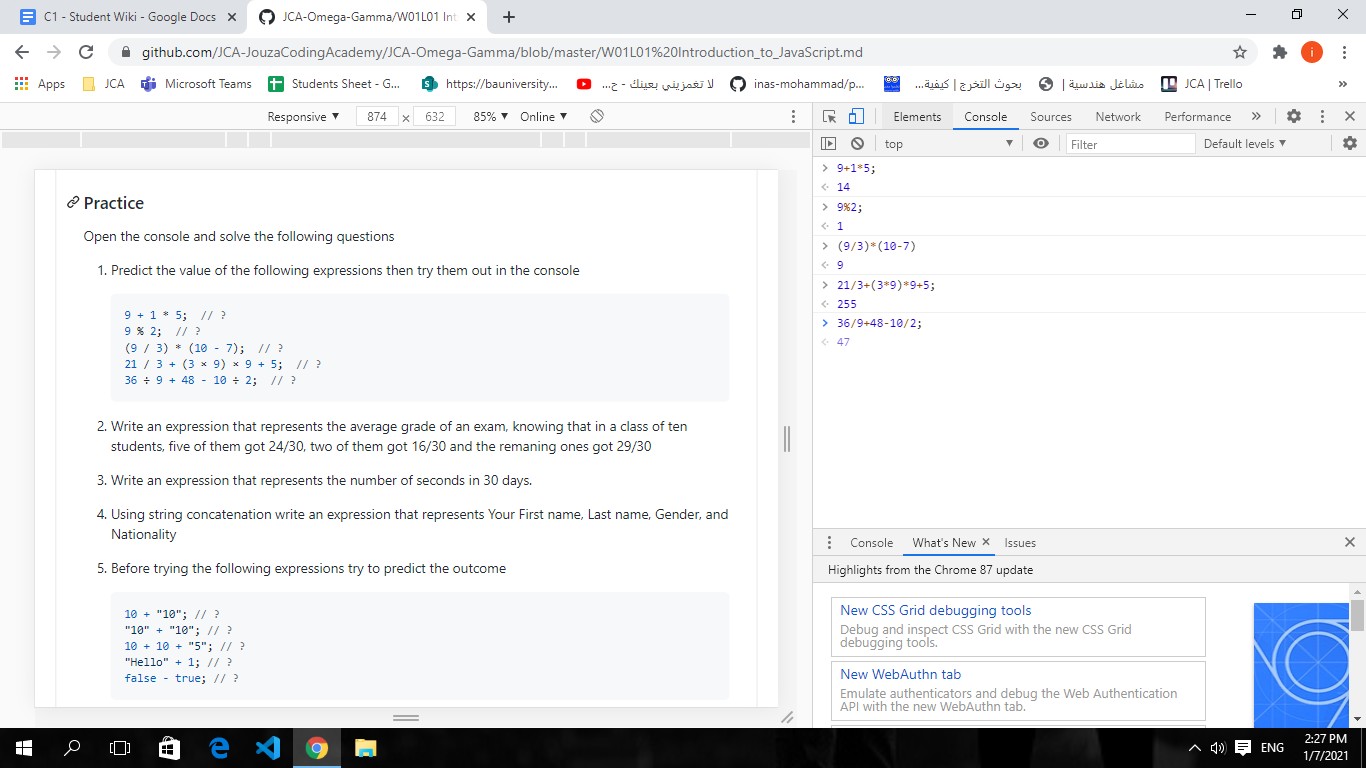 C1 - Student Wiki - Google Docs
JCA-Omega-Gamma/W01L01 Int
github.com/JCA-JouzaCodingAcademy/JCA-Omega-Gamma/blob/master/W01L01%20Introduction_to_JavaScript.md
i
Apps
JCA
Microsoft Teams
Students Sheet - G...
https://bauniversity...
لا تغمزيني بعينك - ح...
inas-mohammad/p...
بحوث التخرج | كيفية...
مشاغل هندسية |
JCA | Trello
»
Responsive ▼ 874 × 632 85% ▼ Online ▼
Elements Console Sources Network Performance »
top ▼ Filter Default levels ▼
Practice
Open the console and solve the following questions
1. Predict the value of the following expressions then try them out in the console
9 + 1 * 5; // ?
9 % 2; // ?
(9 / 3) * (10 - 7); // ?
21 / 3 + (3 × 9) × 9 + 5; // ?
36 ÷ 9 + 48 - 10 ÷ 2; // ?
2. Write an expression that represents the average grade of an exam, knowing that in a class of ten
students, five of them got 24/30, two of them got 16/30 and the remaning ones got 29/30
3. Write an expression that represents the number of seconds in 30 days.
4. Using string concatenation write an expression that represents Your First name, Last name, Gender, and
Nationality
5. Before trying the following expressions try to predict the outcome
10 + "10"; // ?
"10" + "10"; // ?
10 + 10 + "5"; // ?
"Hello" + 1; // ?
false - true; // ?
9+1*5;
14
9%2;
1
(9/3)*(10-7)
9
21/3+(3*9)*9+5;
255
36/9+48-10/2;
47
Console What's New Issues
Highlights from the Chrome 87 update
New CSS Grid debugging tools
Debug and inspect CSS Grid with the new CSS Grid
debugging tools.
New WebAuthn tab
Emulate authenticators and debug the Web Authentication
API with the new WebAuthn tab.
ENG
2:27 PM
1/7/2021